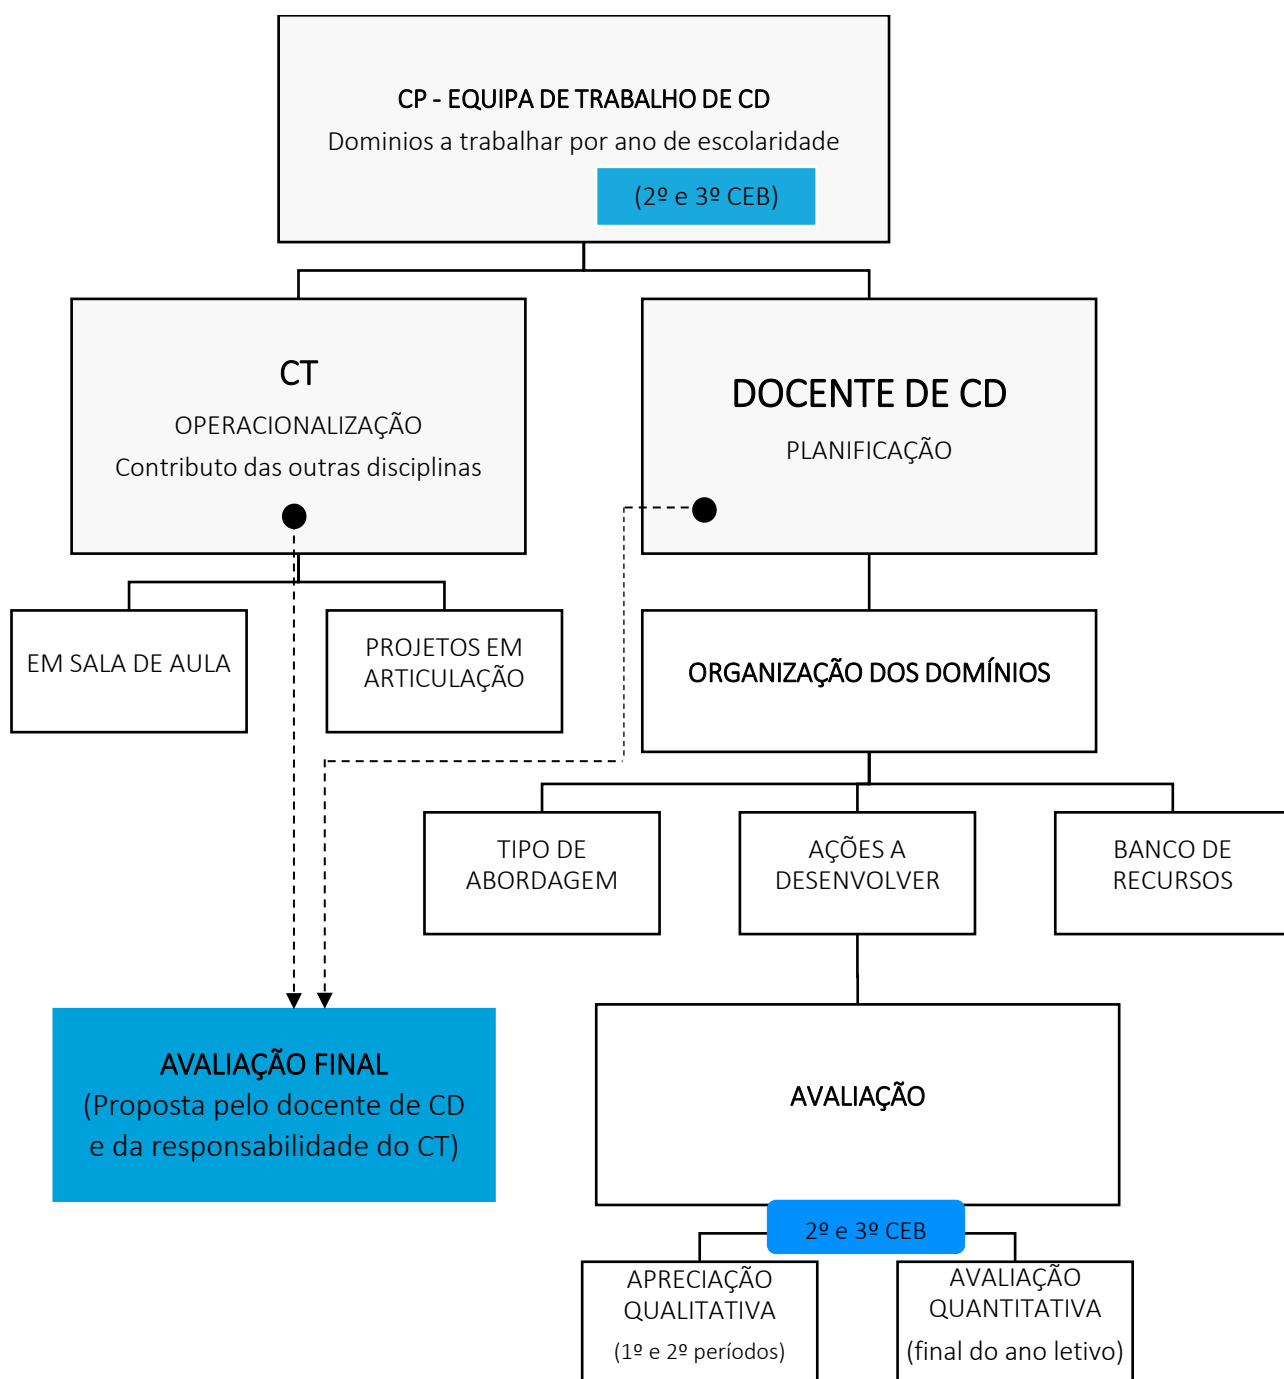 CP - EQUIPA DE TRABALHO DE CD
Dominios a trabalhar por ano de escolaridade
(2º e 3º CEB)
CT
OPERACIONALIZAÇÃO
Contributo das outras disciplinas
DOCENTE DE CD
PLANIFICAÇÃO
EM SALA DE AULA
PROJETOS EM
ARTICULAÇÃO
ORGANIZAÇÃO DOS DOMÍNIOS
TIPO DE
ABORDAGEM
AÇÕES A
DESENVOLVER
BANCO DE
RECURSOS
AVALIAÇÃO FINAL
(Proposta pelo docente de CD
e da responsabilidade do CT)
AVALIAÇÃO
2º e 3º CEB
APRECIAÇÃO
QUALITATIVA
(1º e 2º períodos)
AVALIAÇÃO
QUANTITATIVA
(final do ano letivo)